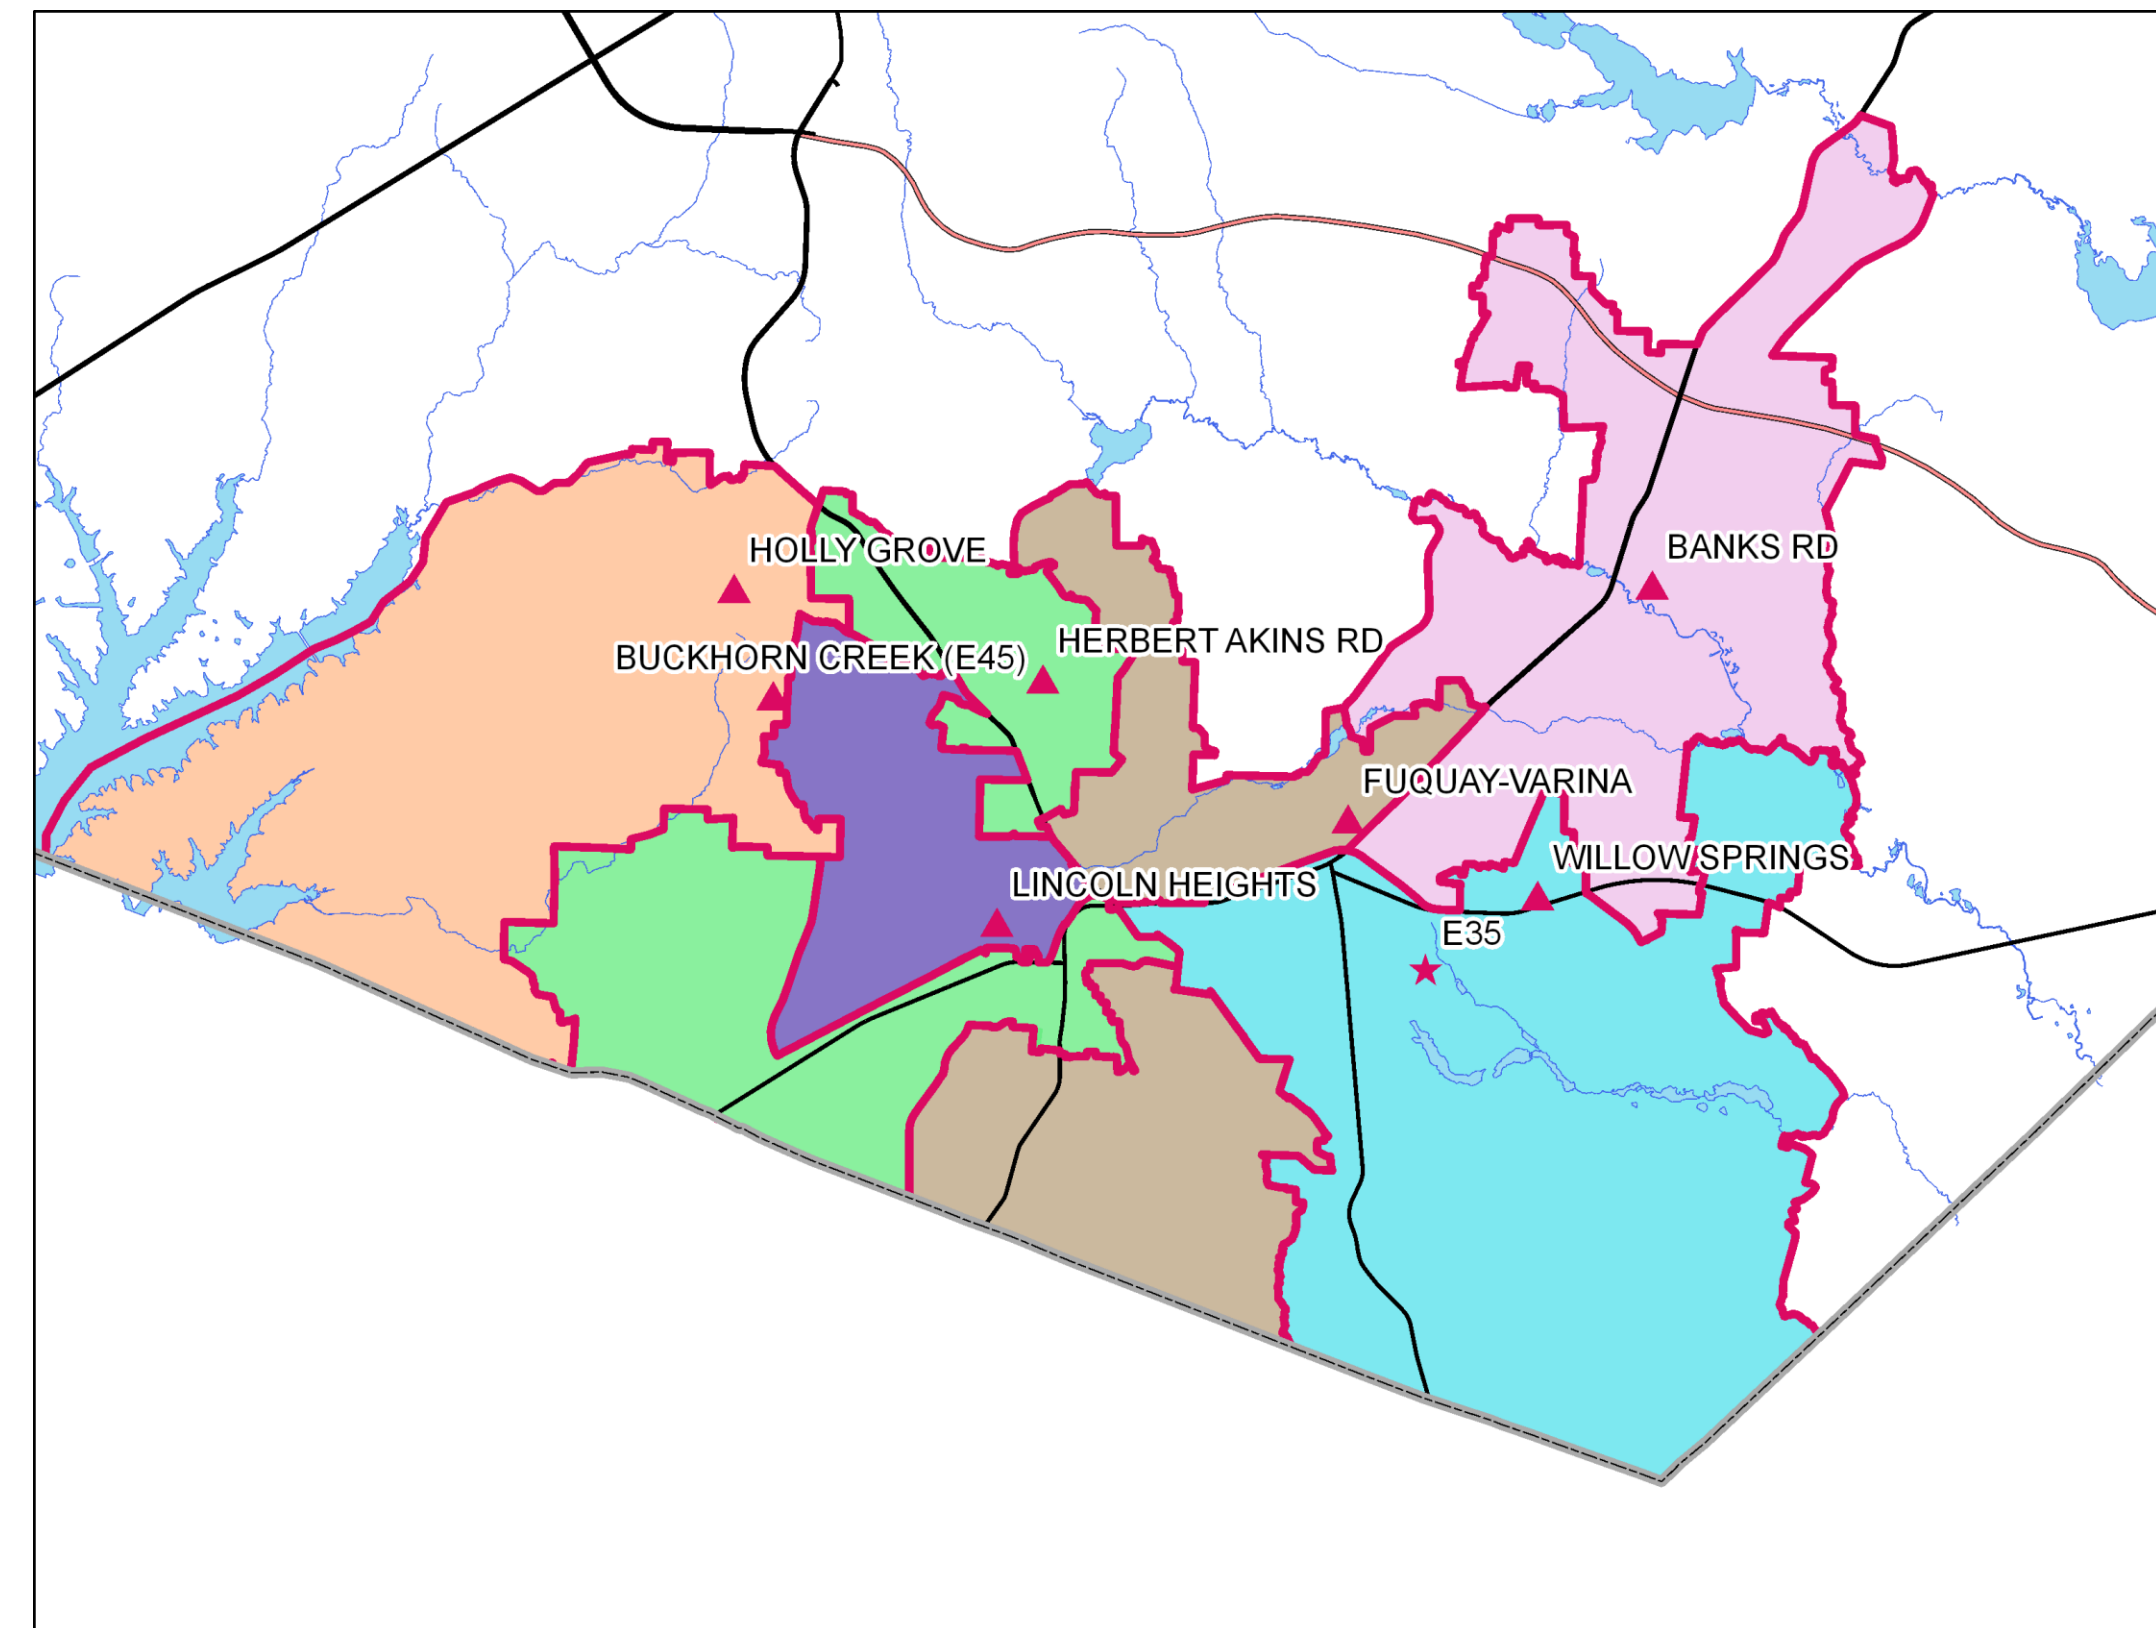 HOLLY GROVE
BANKS RD
HERBERT AKINS RD
BUCKHORN CREEK (E45)
FUQUAY-VARINA
WILLOW SPRINGS
LINCOLN HEIGHTS
E35